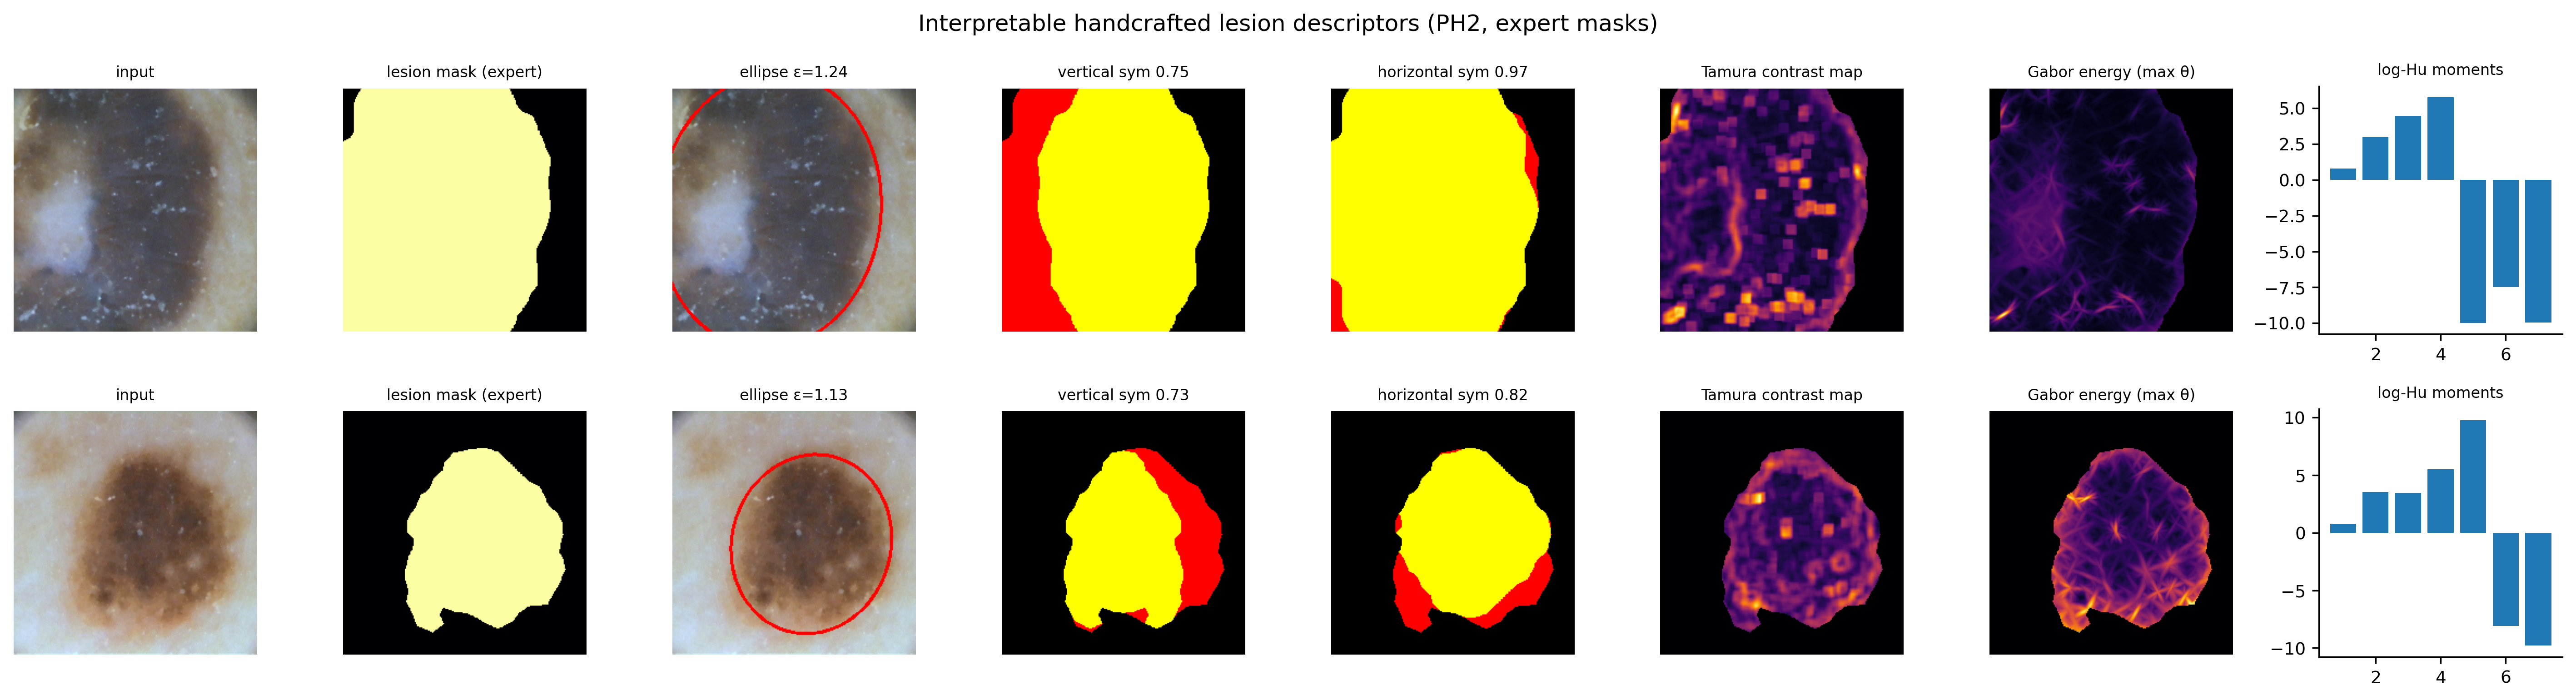 Interpretable handcrafted lesion descriptors (PH2, expert masks)
input
lesion mask (expert)
ellipse ε=1.24
vertical sym 0.75
horizontal sym 0.97
Tamura contrast map
Gabor energy (max θ)
log-Hu moments
5.0
2.5
0.0
−2.5
−5.0
−7.5
−10.0
2 4 6
input
lesion mask (expert)
ellipse ε=1.13
vertical sym 0.73
horizontal sym 0.82
Tamura contrast map
Gabor energy (max θ)
log-Hu moments
10
5
0
−5
−10
2 4 6